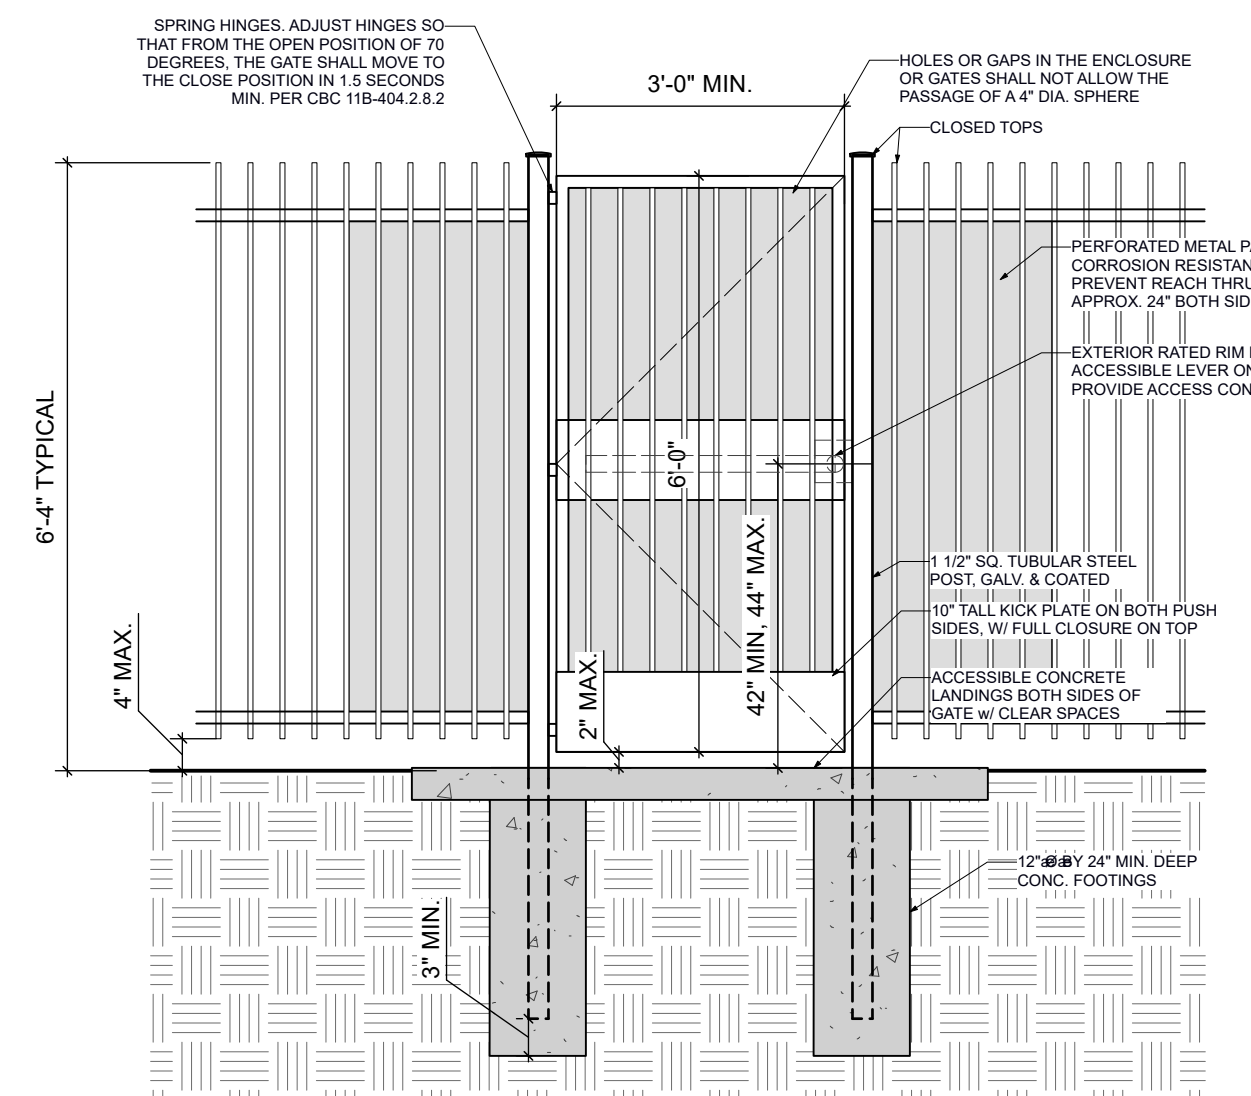 SPRING HINGES. ADJUST HINGES SO
THAT FROM THE OPEN POSITION OF 70
DEGREES, THE GATE SHALL MOVE TO
THE CLOSE POSITION IN 1.5 SECONDS
MIN. PER CBC 11B-404.2.8.2
3'-0" MIN.
HOLES OR GAPS IN THE ENCLOSURE
OR GATES SHALL NOT ALLOW THE
PASSAGE OF A 4" DIA. SPHERE
CLOSED TOPS
PERFORATED METAL
CORROSION
PREVENT REACH THRU
APPROX. 24" BOTH
EXTERIOR RATED RIM
ACCESSIBLE LEVER
PROVIDE ACCESS
6'-4" TYPICAL
6'-0"
42" MIN, 44" MAX.
4" MAX.
2" MAX.
1 1/2" SQ. TUBULAR STEEL
POST, GALV. & COATED
10" TALL KICK PLATE ON BOTH PUSH
SIDES, W/ FULL CLOSURE ON TOP
ACCESSIBLE CONCRETE
LANDINGS BOTH SIDES OF
GATE w/ CLEAR SPACES
12" BY 24" MIN. DEEP
CONC. FOOTINGS
3" MIN.